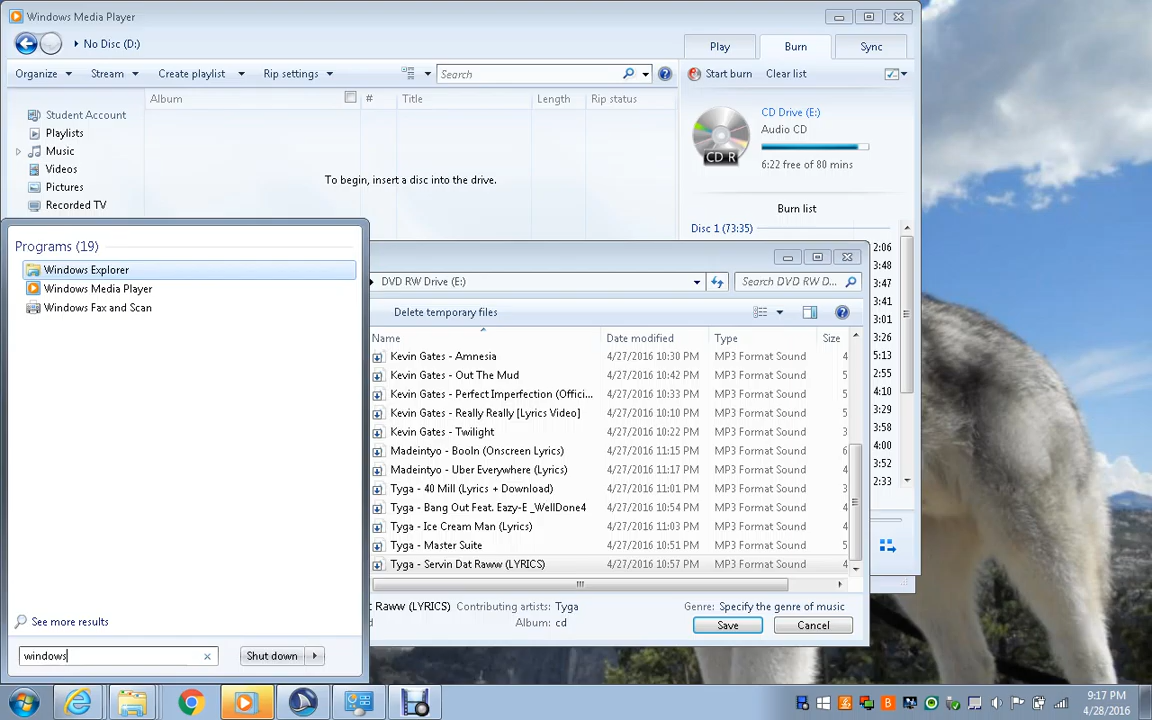 Windows Media Player
No Disc (D:)
Play Burn Sync
Organize Stream Create playlist Rip settings Search Start burn Clear list
Album # Title Length Rip status
Student Account
Playlists
Music
Videos
Pictures
Recorded TV
To begin, insert a disc into the drive.
CD R
CD Drive (E:)
Audio CD
6:22 free of 80 mins
Burn list
Disc 1 (73:35)
2:06
3:48
3:47
3:41
3:01
3:26
5:13
2:55
4:10
3:29
3:58
4:00
3:52
2:33
Programs (19)
Windows Explorer
Windows Media Player
Windows Fax and Scan
See more results
windows
Shut down
DVD RW Drive (E:) Search DVD RW D...
Delete temporary files
Name Date modified Type Size
Kevin Gates - Amnesia 4/27/2016 10:30 PM MP3 Format Sound 4
Kevin Gates - Out The Mud 4/27/2016 10:42 PM MP3 Format Sound 5
Kevin Gates - Perfect Imperfection (Offici... 4/27/2016 10:33 PM MP3 Format Sound 5
Kevin Gates - Really Really [Lyrics Video] 4/27/2016 10:10 PM MP3 Format Sound 5
Kevin Gates - Twilight 4/27/2016 10:22 PM MP3 Format Sound 3
Madeintyo - Booln (Onscreen Lyrics) 4/27/2016 11:15 PM MP3 Format Sound 6
Madeintyo - Uber Everywhere (Lyrics) 4/27/2016 11:17 PM MP3 Format Sound 4
Tyga - 40 Mill (Lyrics + Download) 4/27/2016 11:01 PM MP3 Format Sound 3
Tyga - Bang Out Feat. Eazy-E _WellDone4 4/27/2016 10:54 PM MP3 Format Sound 4
Tyga - Ice Cream Man (Lyrics) 4/27/2016 11:03 PM MP3 Format Sound 4
Tyga - Master Suite 4/27/2016 10:51 PM MP3 Format Sound 4
Tyga - Servin Dat Raww (LYRICS) 4/27/2016 10:57 PM MP3 Format Sound 4
t Raww (LYRICS) Contributing artists: Tyga Genre: Specify the genre of music
d Album: cd
Save Cancel
9:17 PM
4/28/2016